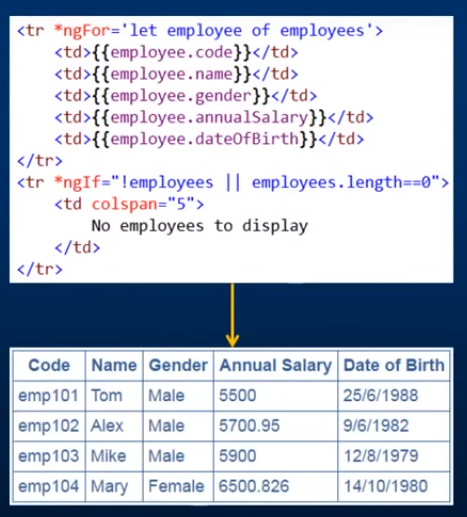 <tr *ngFor='let employee of employees'>
<td>{{employee.code}}</td>
<td>{{employee.name}}</td>
<td>{{employee.gender}}</td>
<td>{{employee.annualSalary}}</td>
<td>{{employee.dateOfBirth}}</td>
</tr>
<tr *ngIf="!employees || employees.length==0">
<td colspan="5">
No employees to display
</td>
</tr>
Code Name Gender Annual Salary Date of Birth
emp101 Tom Male 5500 25/6/1988
emp102 Alex Male 5700.95 9/6/1982
emp103 Mike Male 5900 12/8/1979
emp104 Mary Female 6500.826 14/10/1980